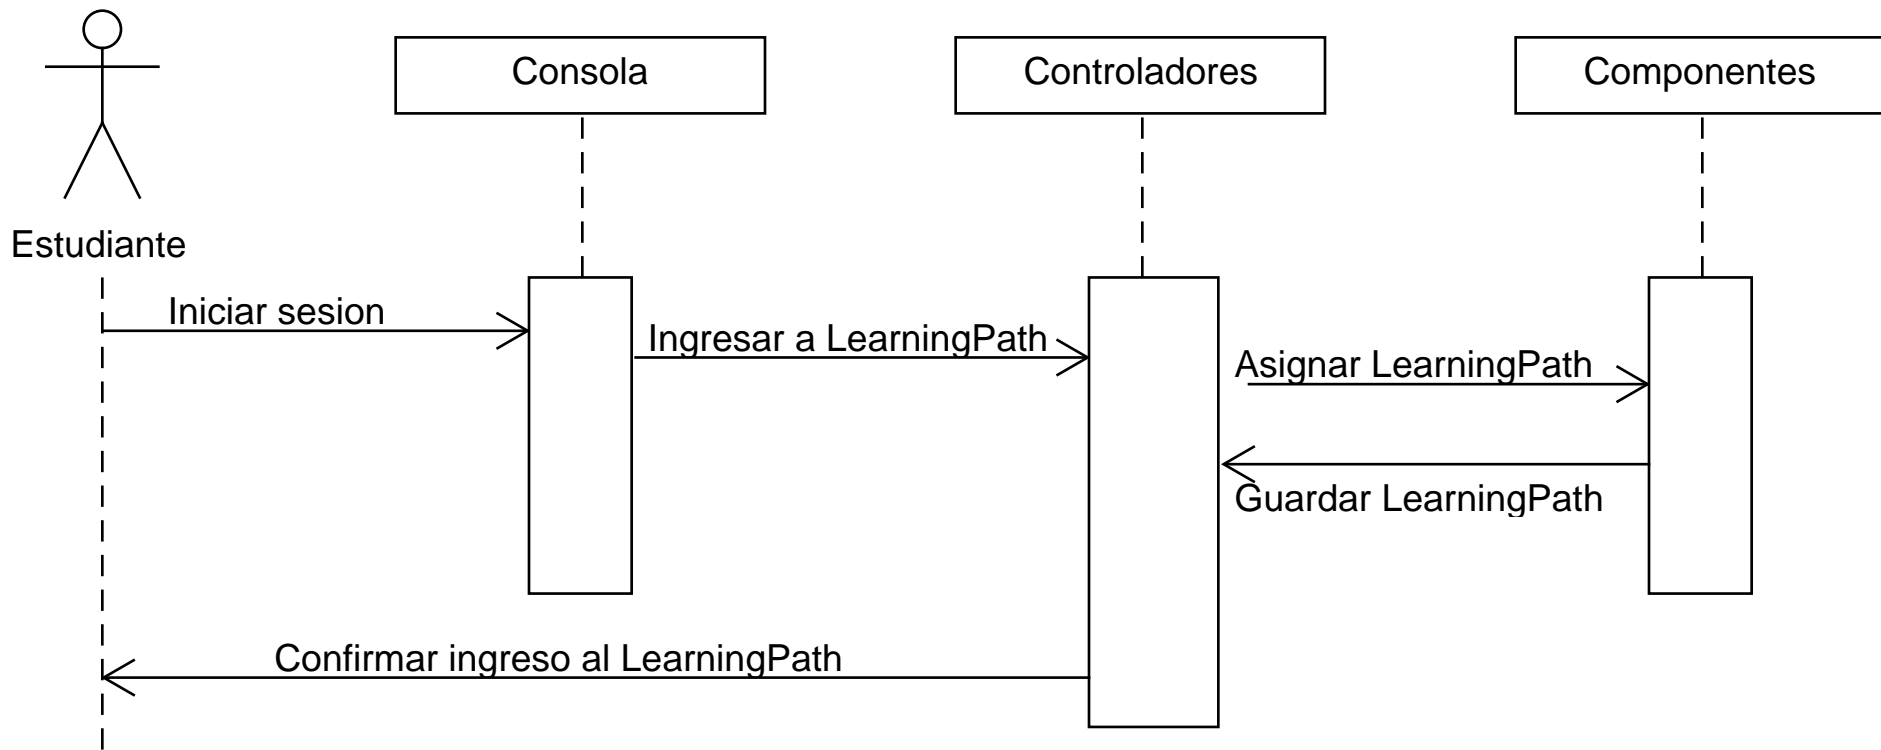 Consola
Controladores
Componentes
Estudiante
Iniciar sesion
Ingresar a LearningPath
Asignar LearningPath
Guardar LearningPath
Confirmar ingreso al LearningPath